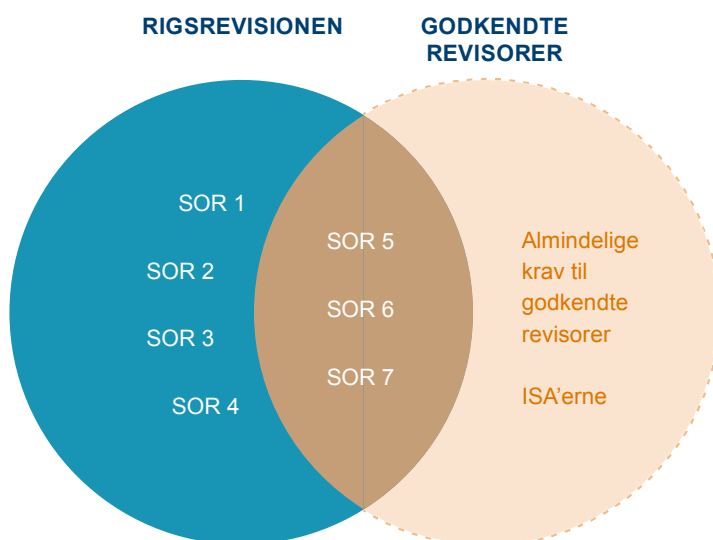 RIGSREVISIONEN
GODKENDTE
REVISORER
SOR 1
SOR 2
SOR 3
SOR 4
SOR 5
SOR 6
SOR 7
Almindelige
krav til
godkendte
revisorer
ISA’erne